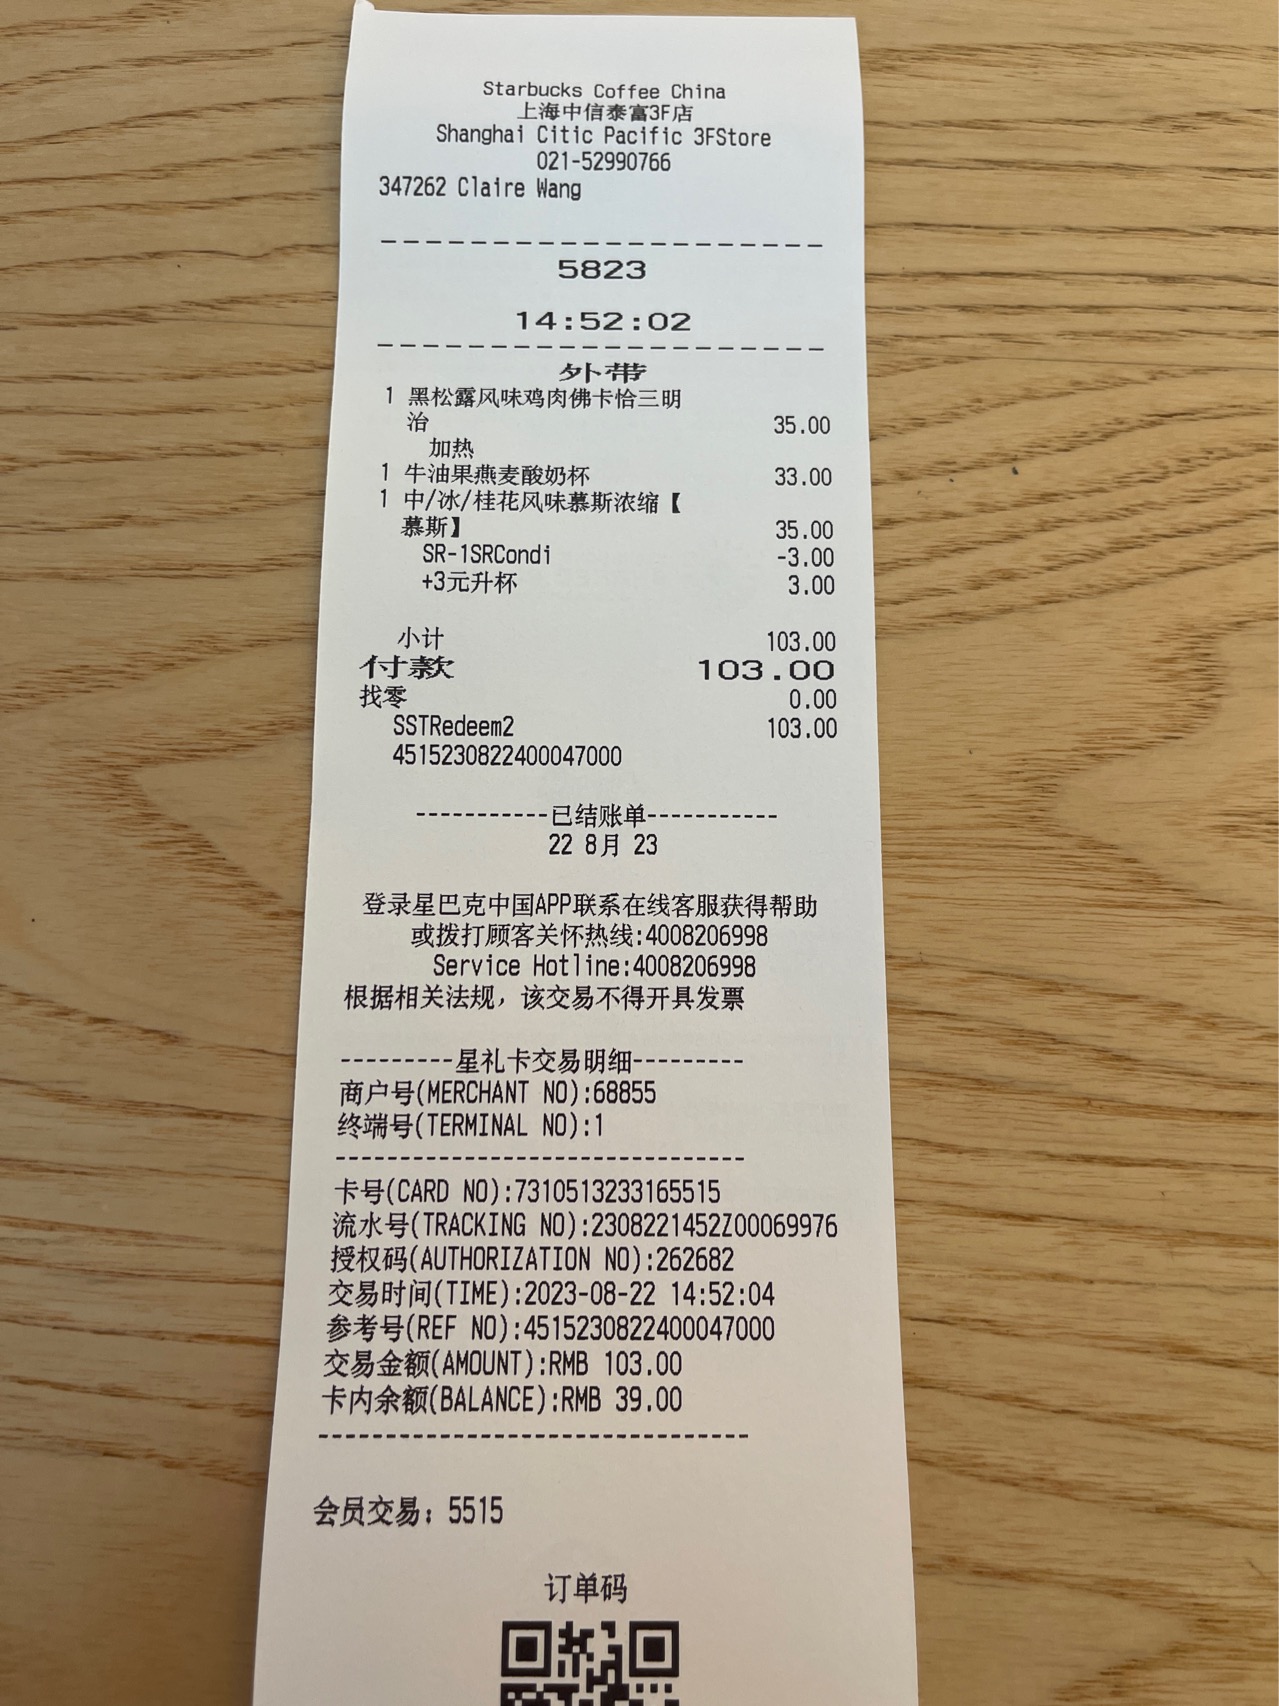 Starbucks Coffee China
上海中信泰富3F店
Shanghai Citic Pacific 3FStore
021-52990766
347262 Claire Wang
--------------------
5823
14:52:02
--------------------
外带
1 黑松露风味鸡肉佛卡恰三明
治 35.00
加热
1 牛油果燕麦酸奶杯 33.00
1 中/冰/桂花风味慕斯浓缩【
慕斯】 35.00
SR-1SRCondi -3.00
+3元升杯 3.00
小计 103.00
付款 103.00
找零 0.00
SSTRedeem2 103.00
4515230822400047000
-----------已结账单-----------
22 8月 23
登录星巴克中国APP联系在线客服获得帮助
或拨打顾客关怀热线:4008206998
Service Hotline:4008206998
根据相关法规，该交易不得开具发票
---------星礼卡交易明细---------
商户号(MERCHANT NO):68855
终端号(TERMINAL NO):1
------------------------------
卡号(CARD NO):7310513233165515
流水号(TRACKING NO):2308221452Z00069976
授权码(AUTHORIZATION NO):262682
交易时间(TIME):2023-08-22 14:52:04
参考号(REF NO):4515230822400047000
交易金额(AMOUNT):RMB 103.00
卡内余额(BALANCE):RMB 39.00
--------------------------------
会员交易：5515
订单码